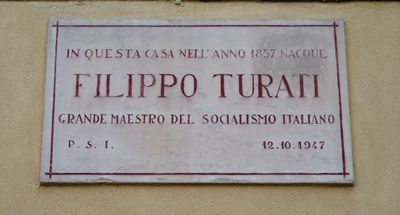 IN QUESTA CASA NELL'ANNO 1857 NACQUE
FILIPPO TURATI
GRANDE MAESTRO DEL SOCIALISMO ITALIANO
P. S. I. 12.10.1947